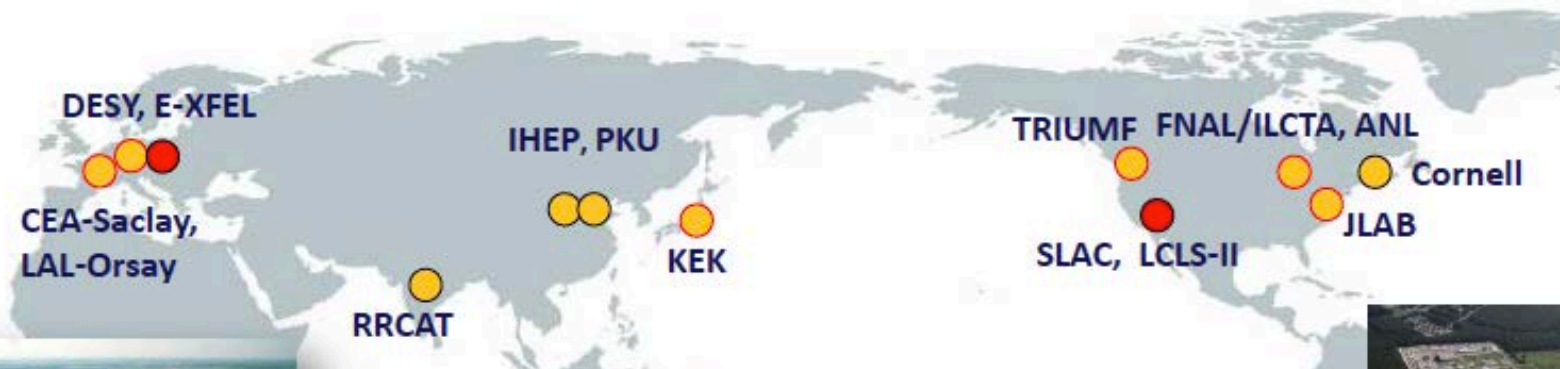 DESY, E-XFEL
CEA-Saclay,
LAL-Orsay
IHEP, PKU
RRCAT
KEK
TRIUMF
FNAL/ILCTA, ANL
Cornell
JLAB
SLAC, LCLS-II